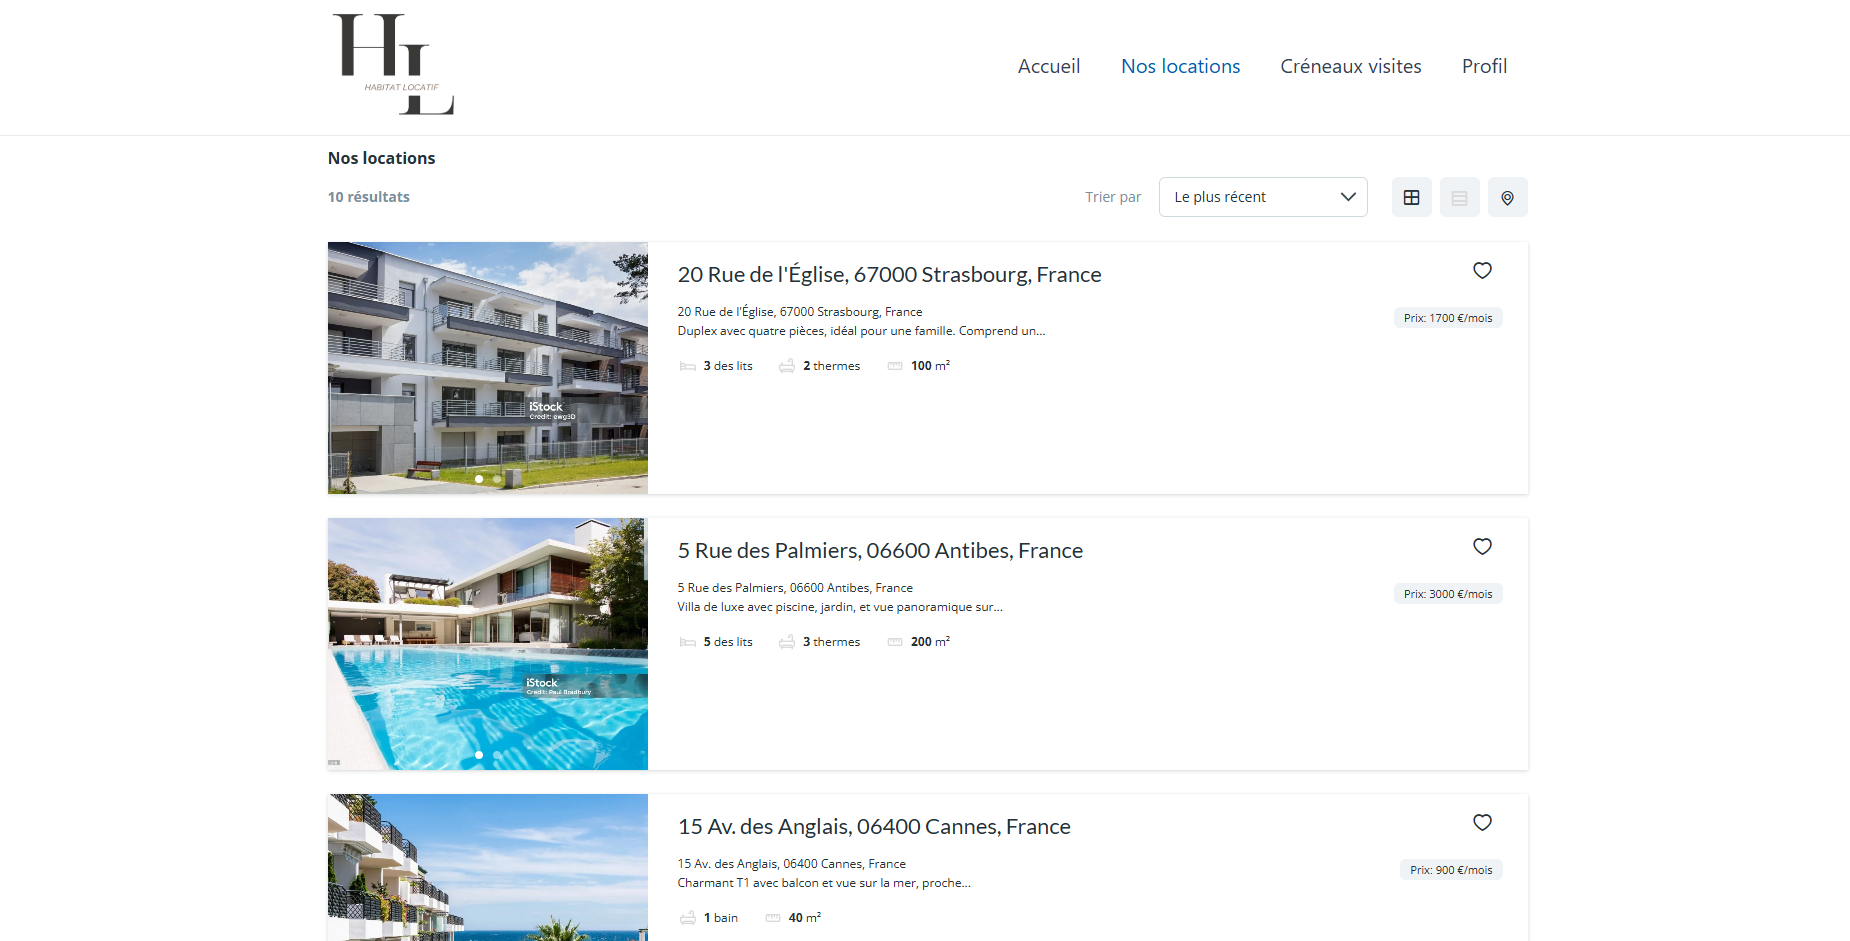 HL
HABITAT LOCATIF
Accueil
Nos locations
Créneaux visites
Profil
Nos locations
10 résultats
Trier par
Le plus récent
20 Rue de l'Église, 67000 Strasbourg, France
20 Rue de l'Église, 67000 Strasbourg, France
Duplex avec quatre pièces, idéal pour une famille. Comprend un...
Prix: 1700 €/mois
3 des lits
2 thermes
100 m²
iStock
Credit: ewg3D
5 Rue des Palmiers, 06600 Antibes, France
5 Rue des Palmiers, 06600 Antibes, France
Villa de luxe avec piscine, jardin, et vue panoramique sur...
Prix: 3000 €/mois
5 des lits
3 thermes
200 m²
iStock
Credit: Paul Bradbury
15 Av. des Anglais, 06400 Cannes, France
15 Av. des Anglais, 06400 Cannes, France
Charmant T1 avec balcon et vue sur la mer, proche...
Prix: 900 €/mois
1 bain
40 m²